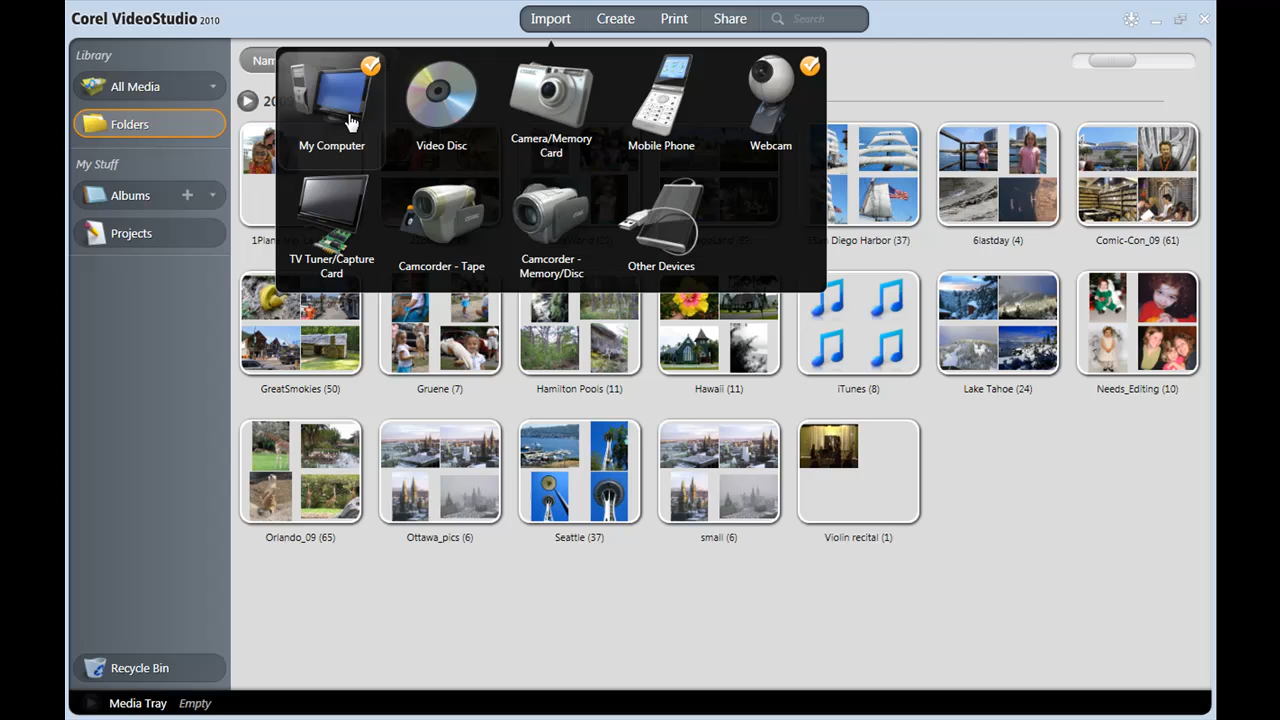 Corel VideoStudio 2010
Import Create Print Share Search
Library
All Media
Folders
My Stuff
Albums
Projects
Recycle Bin
My Computer Video Disc Camera/Memory Card Mobile Phone Webcam
TV Tuner/Capture Card Camcorder - Tape Camcorder - Memory/Disc Other Devices
San Diego Harbor (37) 6lastday (4) Comic-Con_09 (61)
GreatSmokies (50) Gruene (7) Hamilton Pools (11) Hawaii (11) iTunes (8) Lake Tahoe (24) Needs_Editing (10)
Orlando_09 (65) Ottawa_pics (6) Seattle (37) small (6) Violin recital (1)
Media Tray Empty